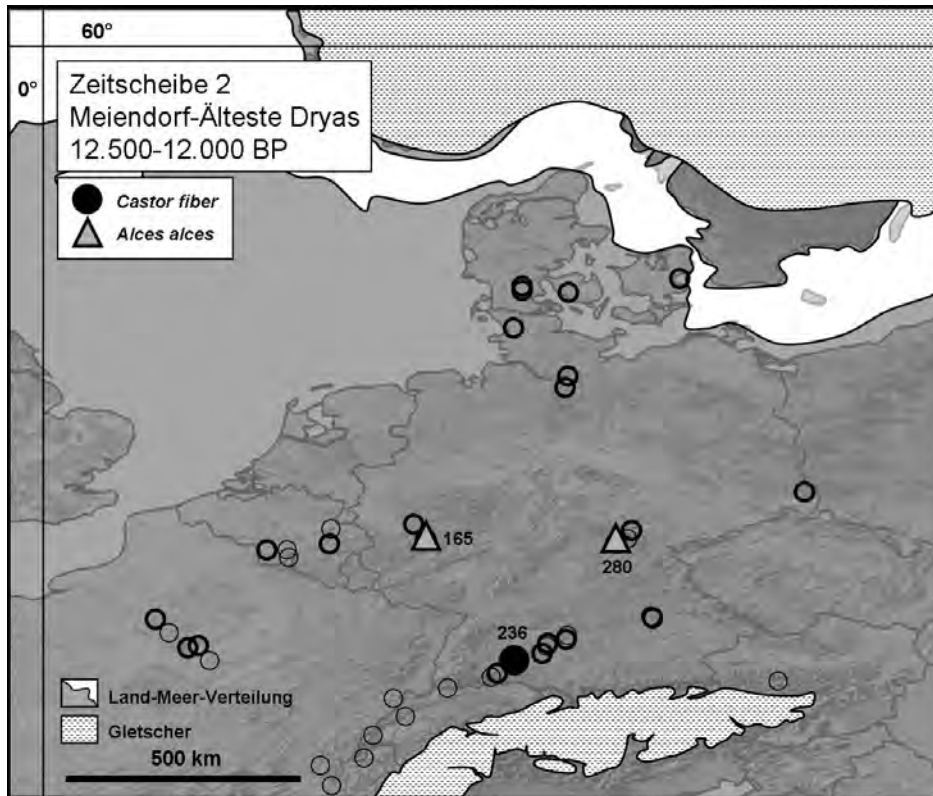 60°
0°
Zeitscheibe 2
Meiendorf-Älteste Dryas
12.500-12.000 BP
Castor fiber
Alces alces
165
280
236
Land-Meer-Verteilung
Gletscher
500 km